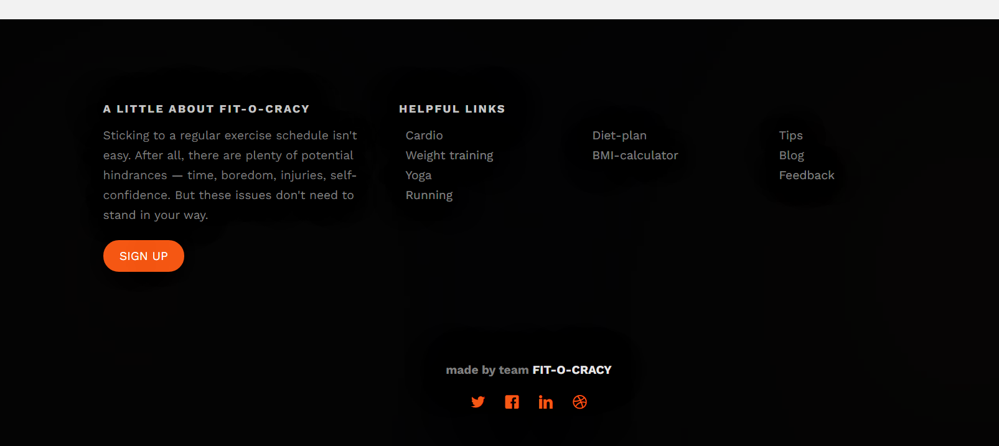 A LITTLE ABOUT FIT-O-CRACY
Sticking to a regular exercise schedule isn't
easy. After all, there are plenty of potential
hindrances — time, boredom, injuries, self-
confidence. But these issues don't need to
stand in your way.
SIGN UP
HELPFUL LINKS
Cardio
Weight training
Yoga
Running
Diet-plan
BMI-calculator
Tips
Blog
Feedback
made by team FIT-O-CRACY